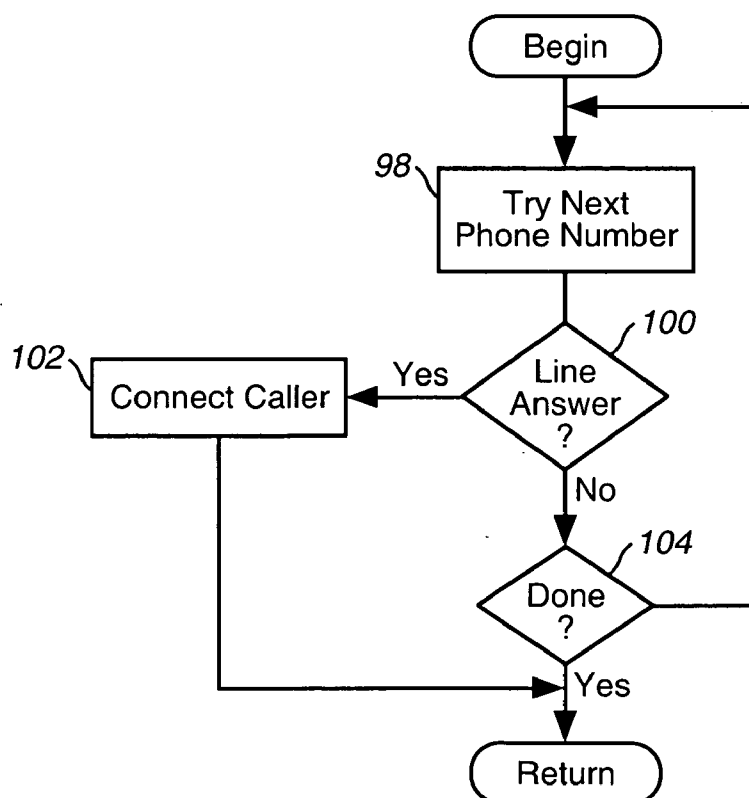 Begin
98
Try Next
Phone Number
100
Line
Answer
?
Yes
102
Connect Caller
No
104
Done
?
Yes
Return